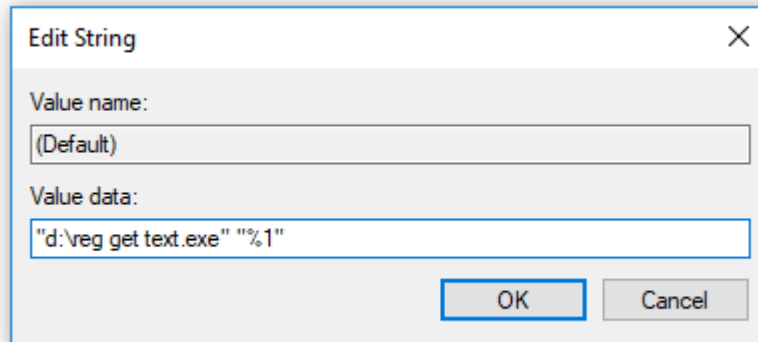 Edit String
Value name:
(Default)
Value data:
"d:\reg get text.exe" "%1"
OK Cancel